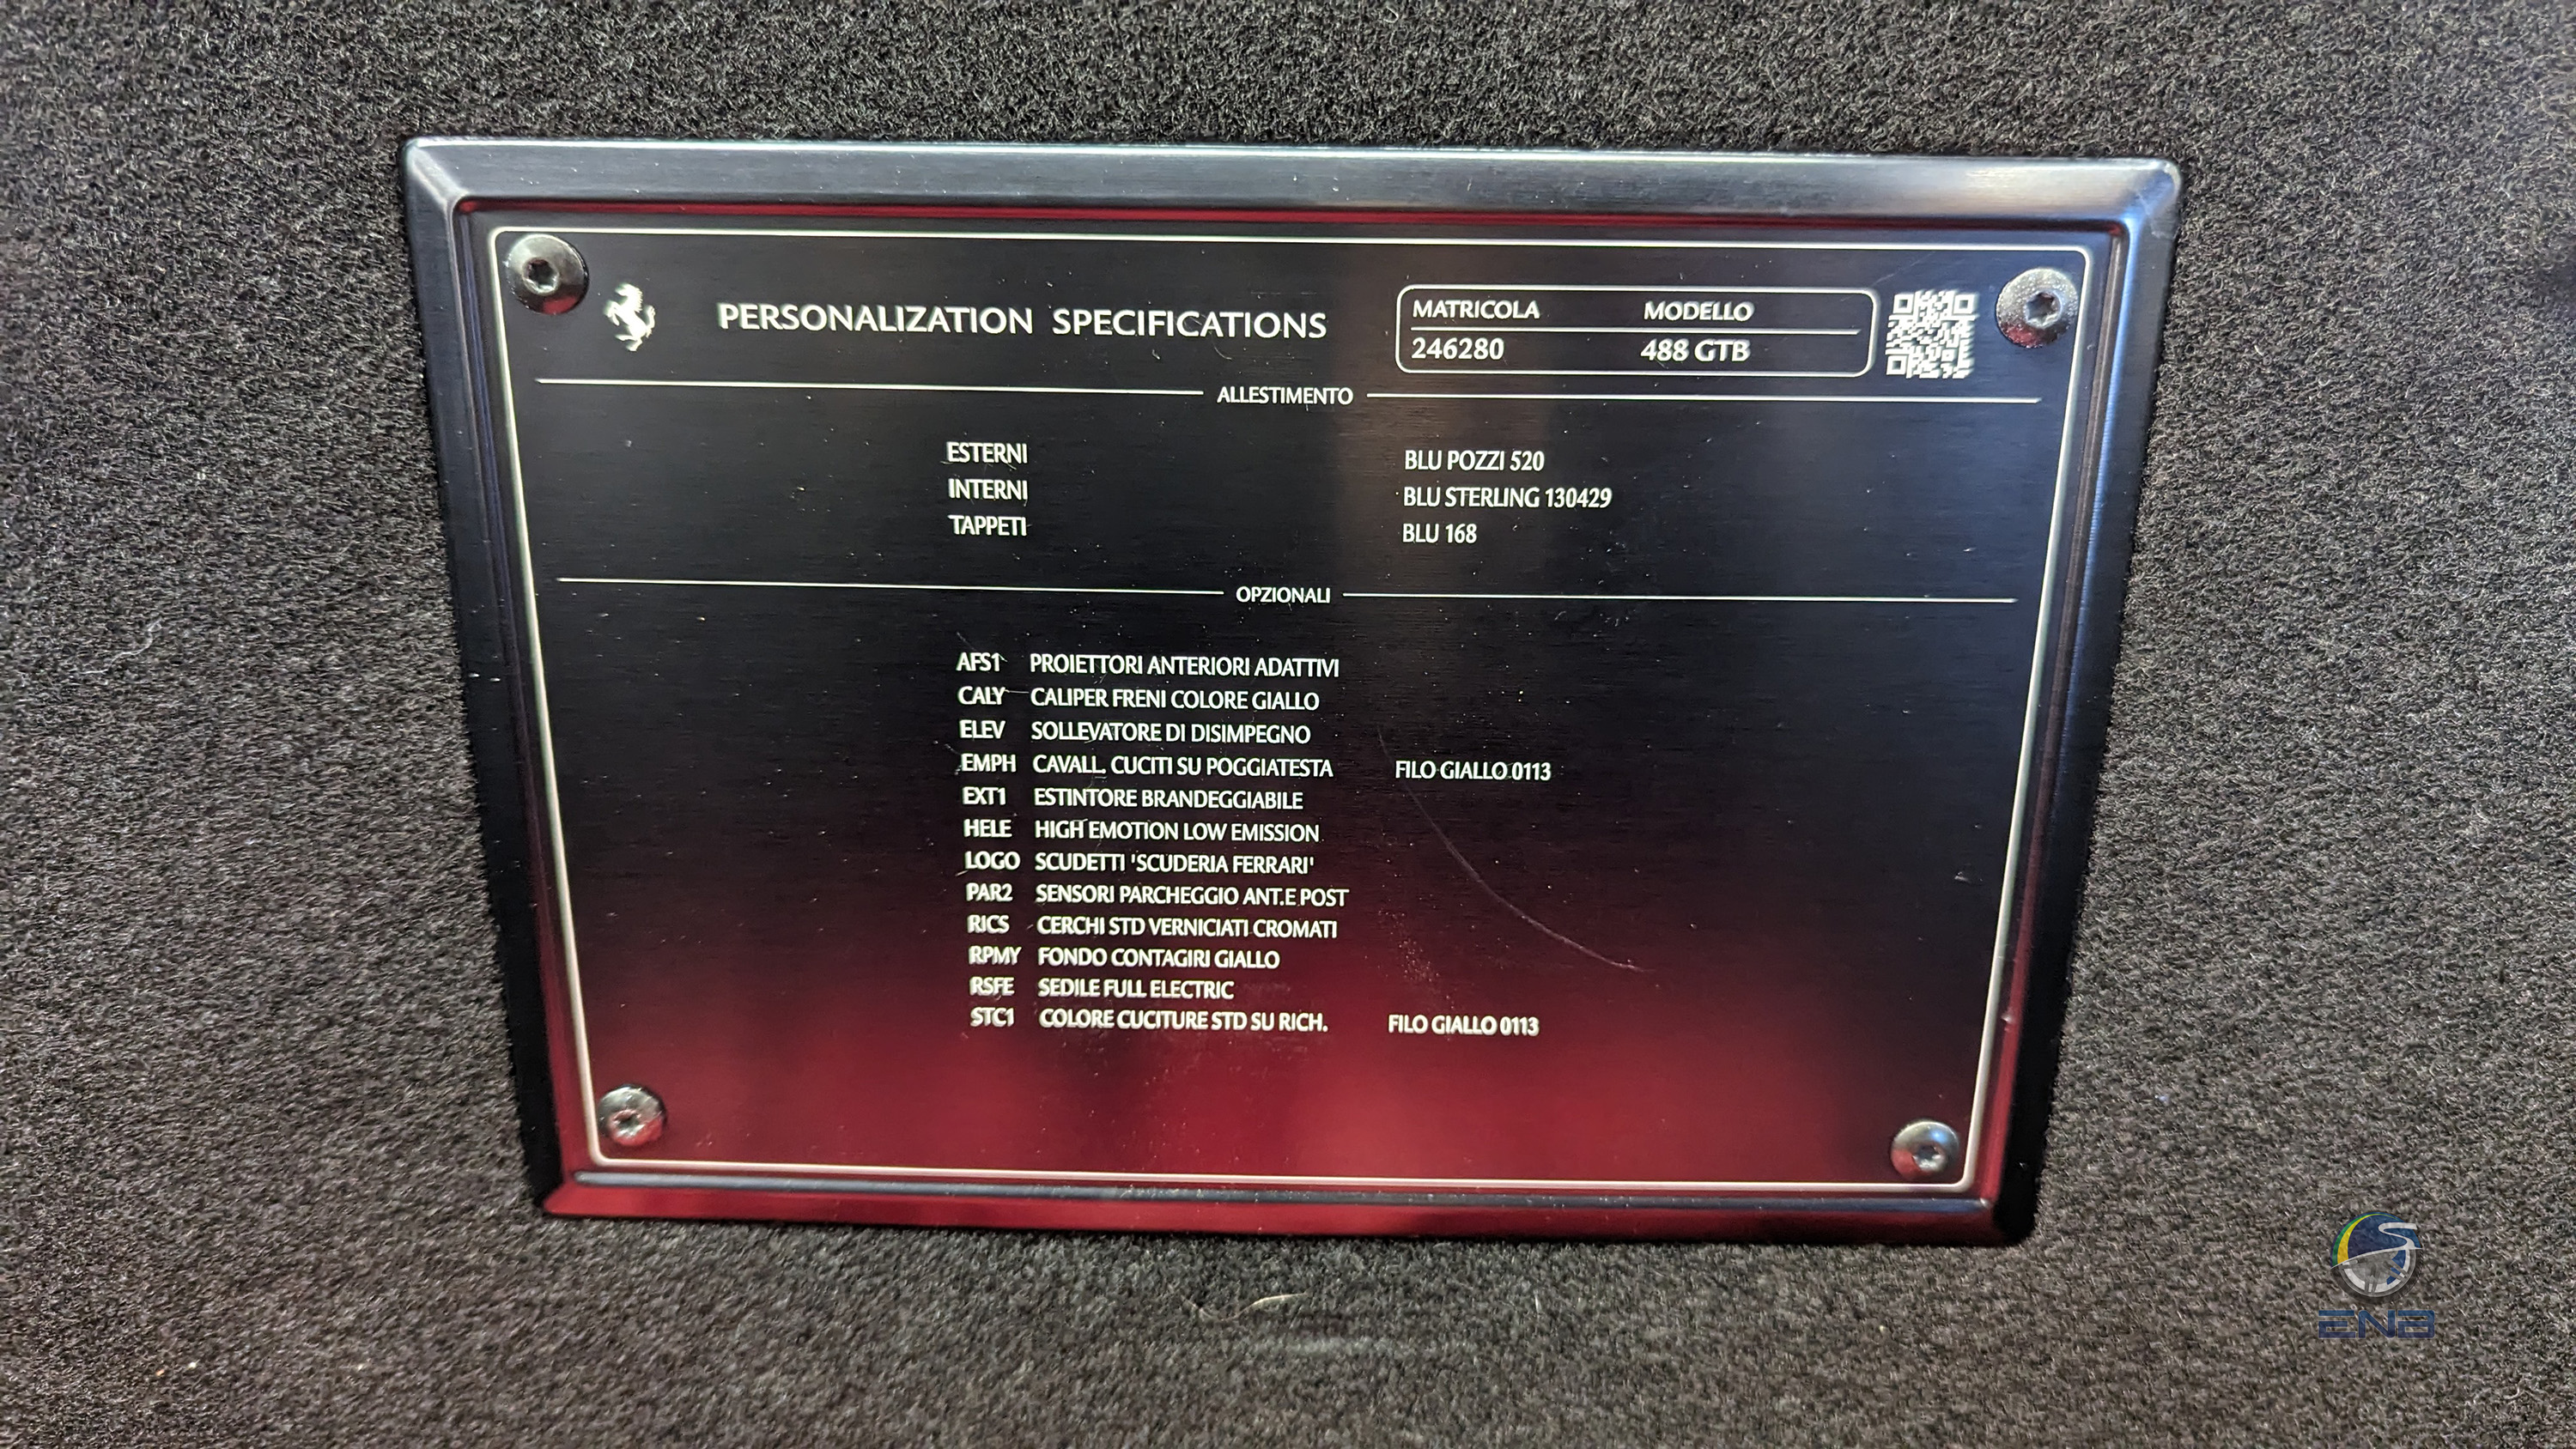 PERSONALIZATION SPECIFICATIONS
MATRICOLA MODELLO
246280 488 GTB
ALLESTIMENTO
ESTERNI BLU POZZI 520
INTERNI BLU STERLING 130429
TAPPETI BLU 168
OPZIONALI
AFS1 PROIETTORI ANTERIORI ADATTIVI
CALY CALIPER FRENI COLORE GIALLO
ELEV SOLLEVATORE DI DISIMPEGNO
EMPH CAVALL. CUCITI SU POGGIATESTA FILO GIALLO 0113
EXT1 ESTINTORE BRANDEGGIABILE
HELE HIGH EMOTION LOW EMISSION
LOGO SCUDETTI 'SCUDERIA FERRARI'
PAR2 SENSORI PARCHEGGIO ANT.E POST
RICS CERCHI STD VERNICIATI CROMATI
RPMY FONDO CONTAGIRI GIALLO
RSFE SEDILE FULL ELECTRIC
STC1 COLORE CUCITURE STD SU RICH. FILO GIALLO 0113
ENB